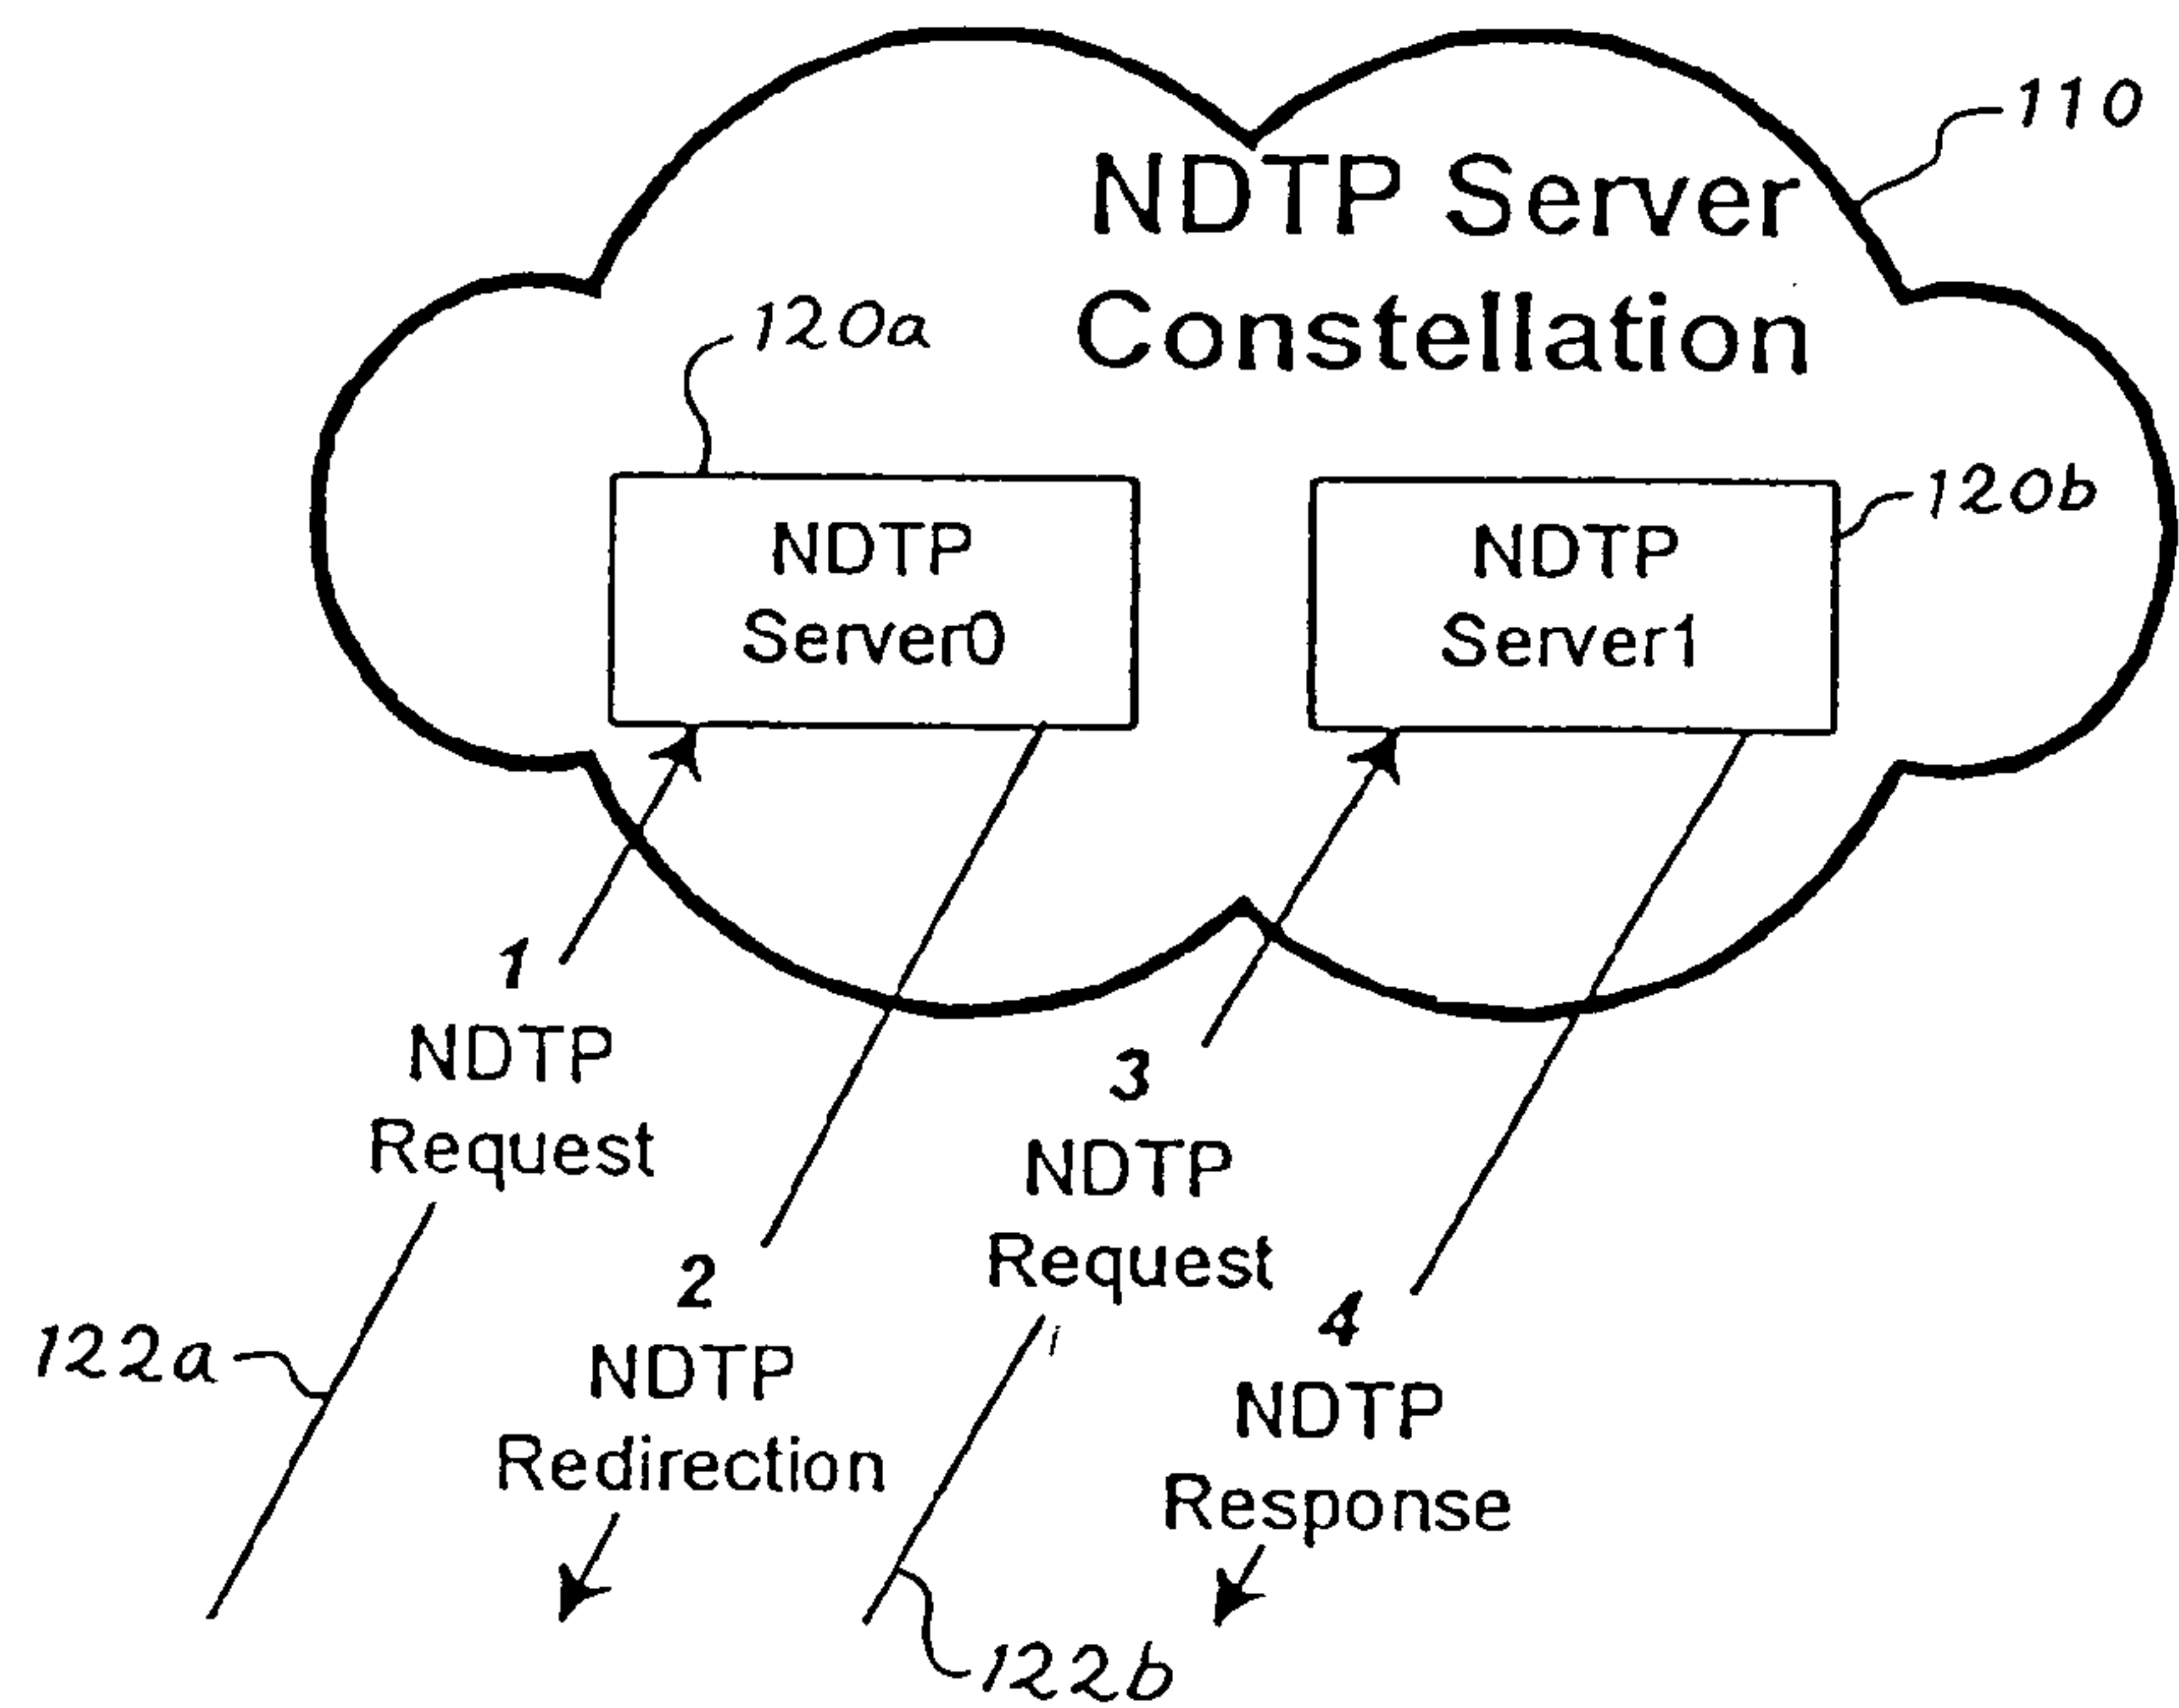 110
NDTP Server
Constellation
120a
120b
NDTP
Server0
NDTP
Server1
1
NDTP
Request
2
NDTP
Redirection
3
NDTP
Request
4
NDTP
Response
122a
122b